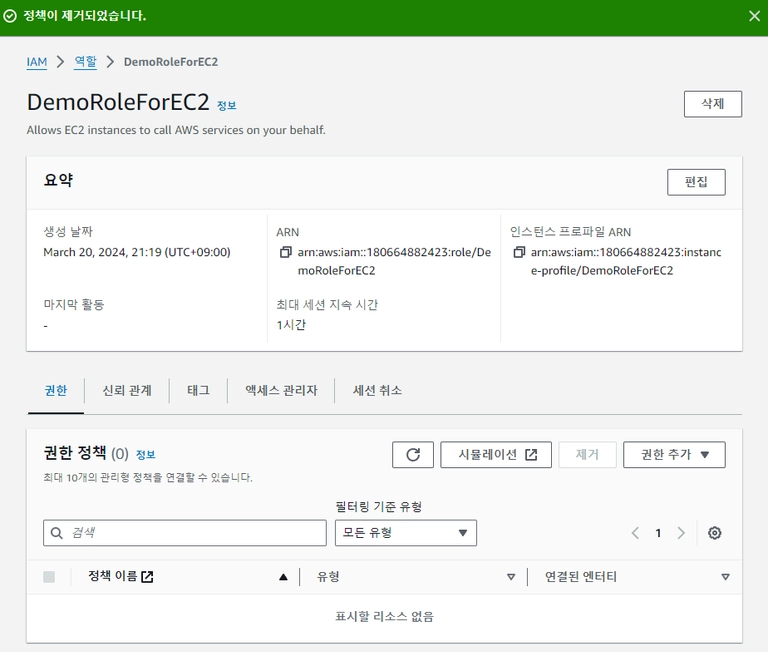 정책이 제거되었습니다.
IAM > 역할 > DemoRoleForEC2
DemoRoleForEC2 정보
삭제
Allows EC2 instances to call AWS services on your behalf.
요약
편집
생성 날짜
March 20, 2024, 21:19 (UTC+09:00)
ARN
arn:aws:iam::180664882423:role/De
moRoleForEC2
인스턴스 프로파일 ARN
arn:aws:iam::180664882423:instanc
e-profile/DemoRoleForEC2
마지막 활동
-
최대 세션 지속 시간
1시간
권한 신뢰 관계 태그 액세스 관리자 세션 취소
권한 정책 (0) 정보
시뮬레이션 제거 권한 추가
최대 10개의 관리형 정책을 연결할 수 있습니다.
필터링 기준 유형
검색 모든 유형 1
정책 이름 유형 연결된 엔터티
표시할 리소스 없음